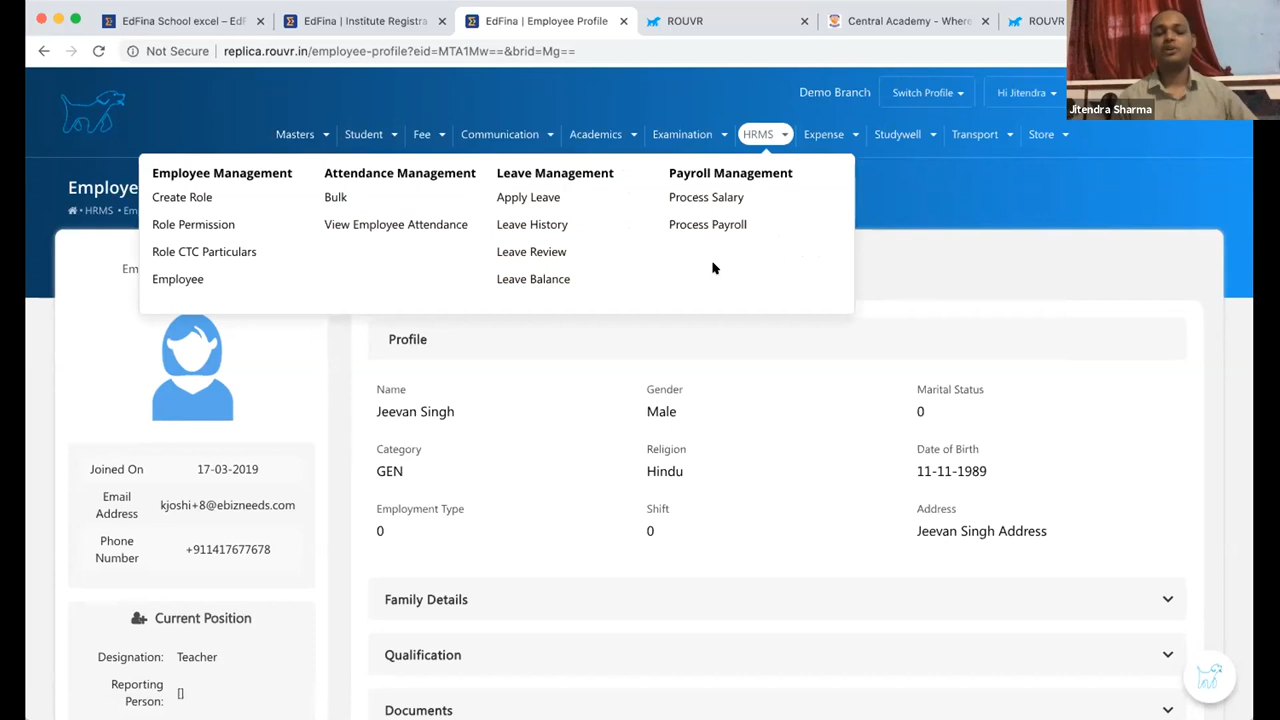 EdFina School excel – EdF
EdFina | Institute Registra
EdFina | Employee Profile
ROUVR
Central Academy - Where
ROUVR
Not Secure
replica.rouvr.in/employee-profile?eid=MTA1Mw==&brid=Mg==
Jitendra Sharma
Demo Branch
Switch Profile
Hi Jitendra
Masters
Student
Fee
Communication
Academics
Examination
HRMS
Expense
Studywell
Transport
Store
Employee Management
Attendance Management
Leave Management
Payroll Management
Create Role
Bulk
Apply Leave
Process Salary
Role Permission
View Employee Attendance
Leave History
Process Payroll
Role CTC Particulars
Leave Review
Employee
Leave Balance
Employe
HRMS • Em
Em
Profile
Name
Gender
Marital Status
Jeevan Singh
Male
0
Category
Religion
Date of Birth
GEN
Hindu
11-11-1989
Employment Type
Shift
Address
0
0
Jeevan Singh Address
Joined On
17-03-2019
Email
Address
kjoshi+8@ebizneeds.com
Phone
Number
+911417677678
Current Position
Designation:
Teacher
Reporting
Person:
[]
Family Details
Qualification
Documents